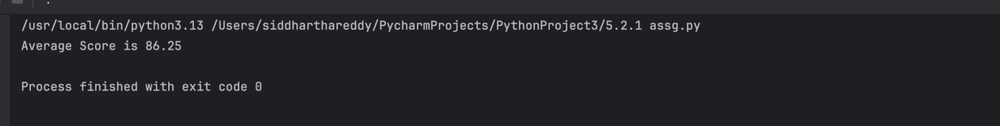 /usr/local/bin/python3.13 /Users/siddharthareddy/PycharmProjects/PythonProject3/5.2.1 assg.py
Average Score is 86.25
Process finished with exit code 0